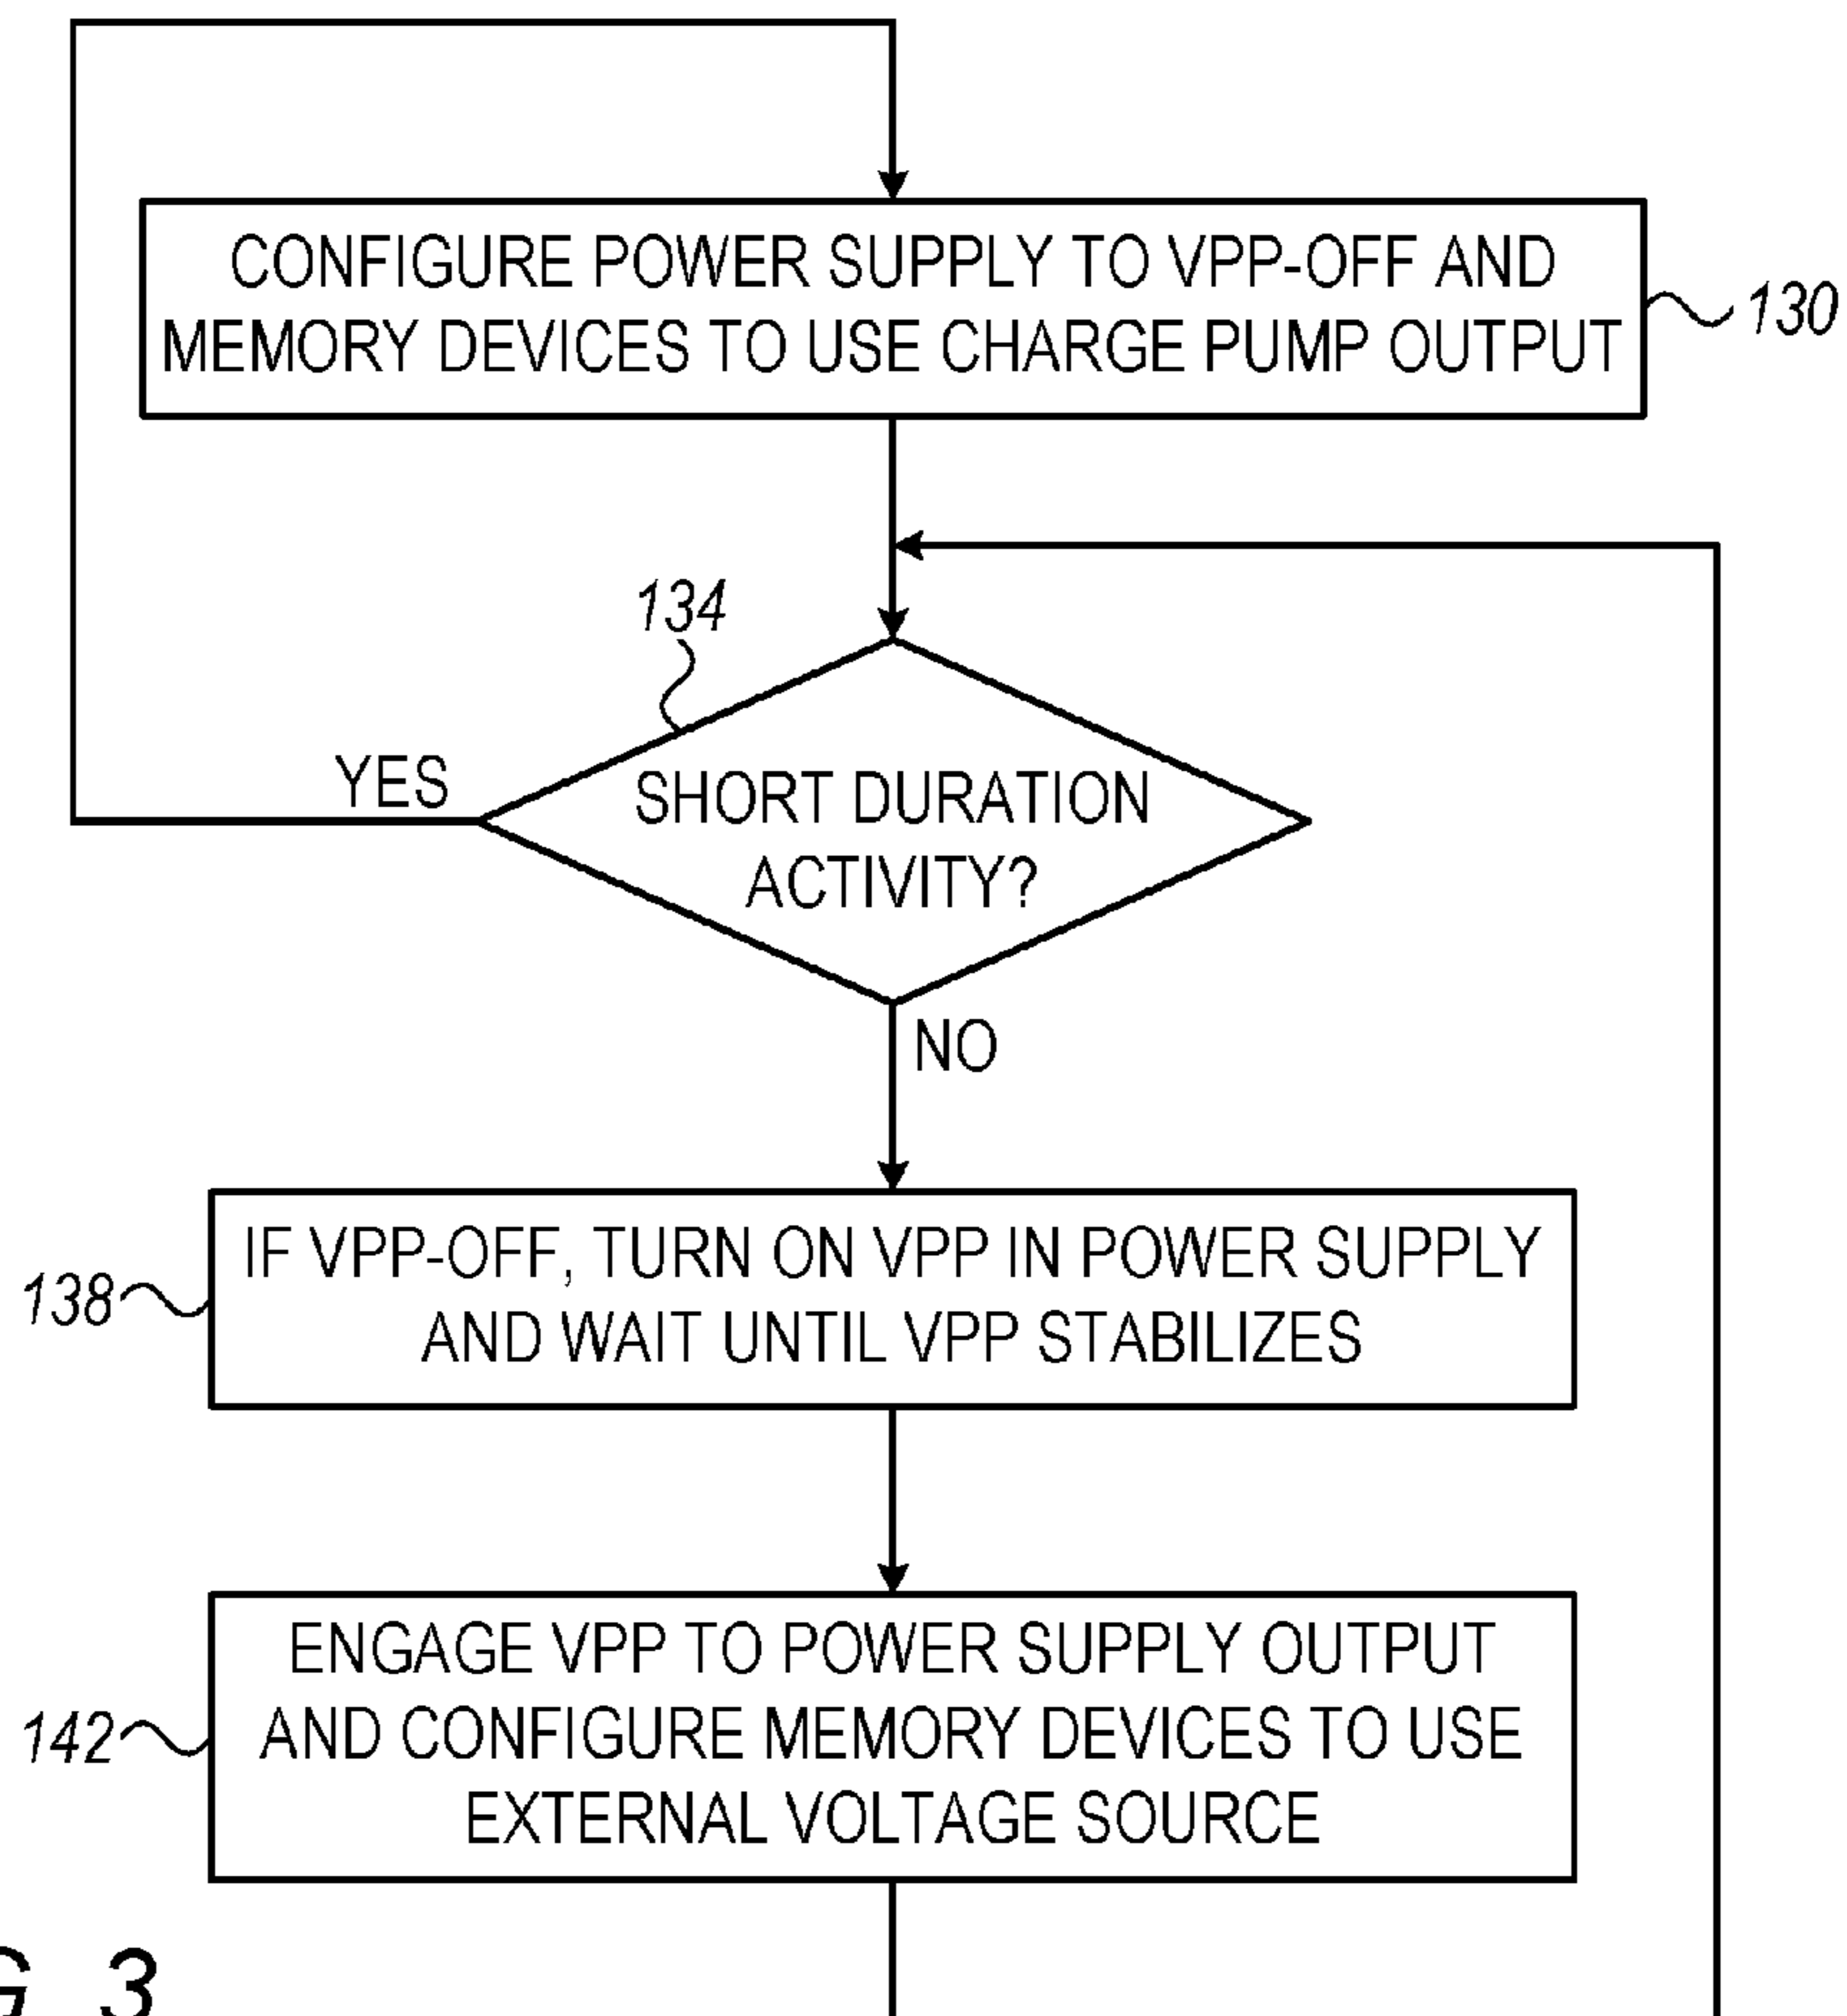 CONFIGURE POWER SUPPLY TO VPP-OFF AND
MEMORY DEVICES TO USE CHARGE PUMP OUTPUT
130
134
YES
SHORT DURATION
ACTIVITY?
NO
IF VPP-OFF, TURN ON VPP IN POWER SUPPLY
AND WAIT UNTIL VPP STABILIZES
138
ENGAGE VPP TO POWER SUPPLY OUTPUT
AND CONFIGURE MEMORY DEVICES TO USE
EXTERNAL VOLTAGE SOURCE
142
3